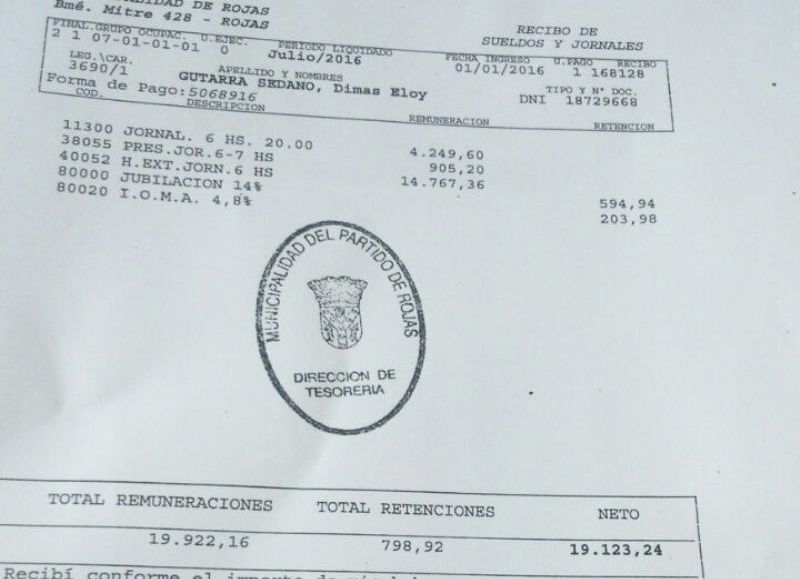 DAD DE ROJAS
Bmé. Mitre 428 - ROJAS
RECIBO DE
SUELDOS Y JORNALES
FINAL.GRUPO OCUPAC. D.EJEC. PERIODO LIQUIDADO FECHA INGRESO U.PAGO RECIBO
2 1 07-01-01-01 0 Julio/2016 01/01/2016 1 168128
LEG.\CAR. APELLIDO Y NOMBRES TIPO Y Nº DOC.
3690/1 GUTARRA SEDANO, Dimas Eloy DNI 18729668
Forma de Pago:5068916
COD. DESCRIPCION REMUNERACION RETENCION
11300 JORNAL. 6 HS. 20.00 4.249,60
38055 PRES.JOR.6-7 HS 905,20
40052 H.EXT.JORN.6 HS 14.767,36
80000 JUBILACION 14% 594,94
80020 I.O.M.A. 4,8% 203,98
MUNICIPALIDAD DEL PARTIDO DE ROJAS
DIRECCION DE
TESORERIA
TOTAL REMUNERACIONES TOTAL RETENCIONES NETO
19.922,16 798,92 19.123,24
Recibí conforme el importe de